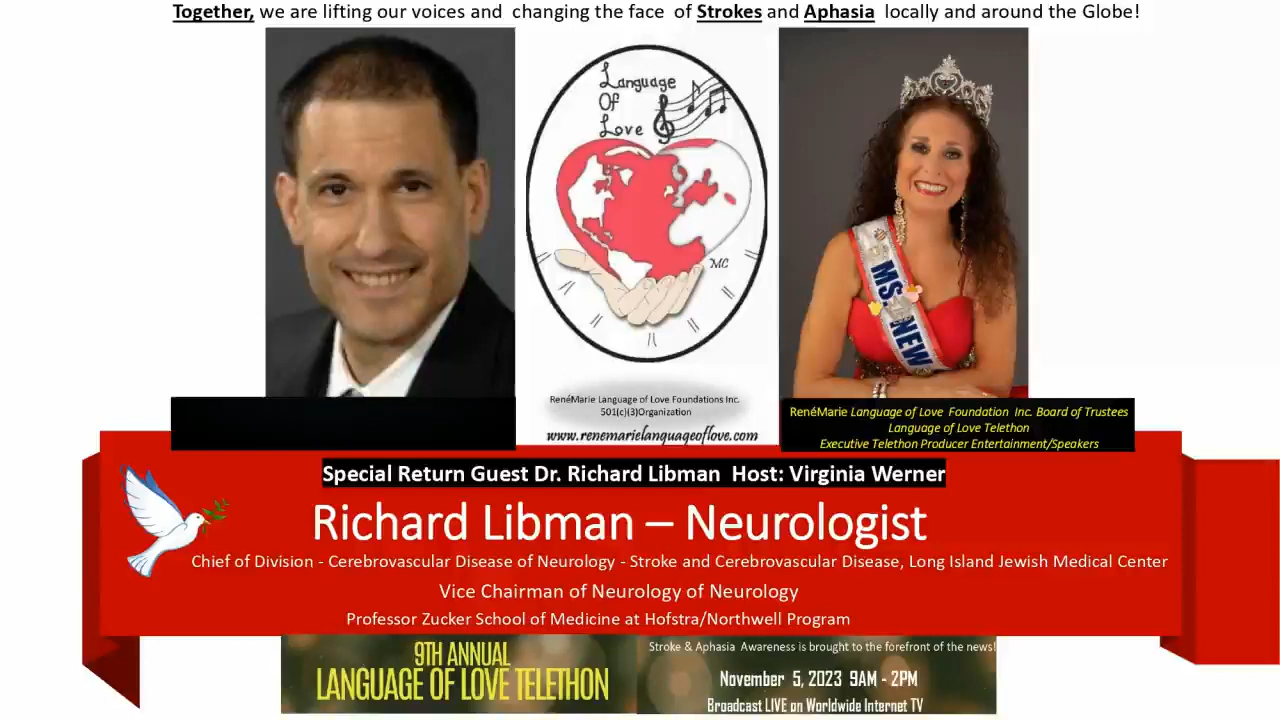 Together, we are lifting our voices and changing the face of Strokes and Aphasia locally and around the Globe!
Language
Of
Love
MC
MS. NEW
RenéMarie Language of Love Foundations Inc.
501(c)(3)Organization
www.renemarielanguageoflove.com
RenéMarie Language of Love Foundation Inc. Board of Trustees
Language of Love Telethon
Executive Telethon Producer Entertainment/Speakers
Special Return Guest Dr. Richard Libman Host: Virginia Werner
Richard Libman – Neurologist
Chief of Division - Cerebrovascular Disease of Neurology - Stroke and Cerebrovascular Disease, Long Island Jewish Medical Center
Vice Chairman of Neurology of Neurology
Professor Zucker School of Medicine at Hofstra/Northwell Program
9TH ANNUAL
LANGUAGE OF LOVE TELETHON
Stroke & Aphasia Awareness is brought to the forefront of the news!
November 5, 2023 9AM - 2PM
Broadcast LIVE on Worldwide Internet TV